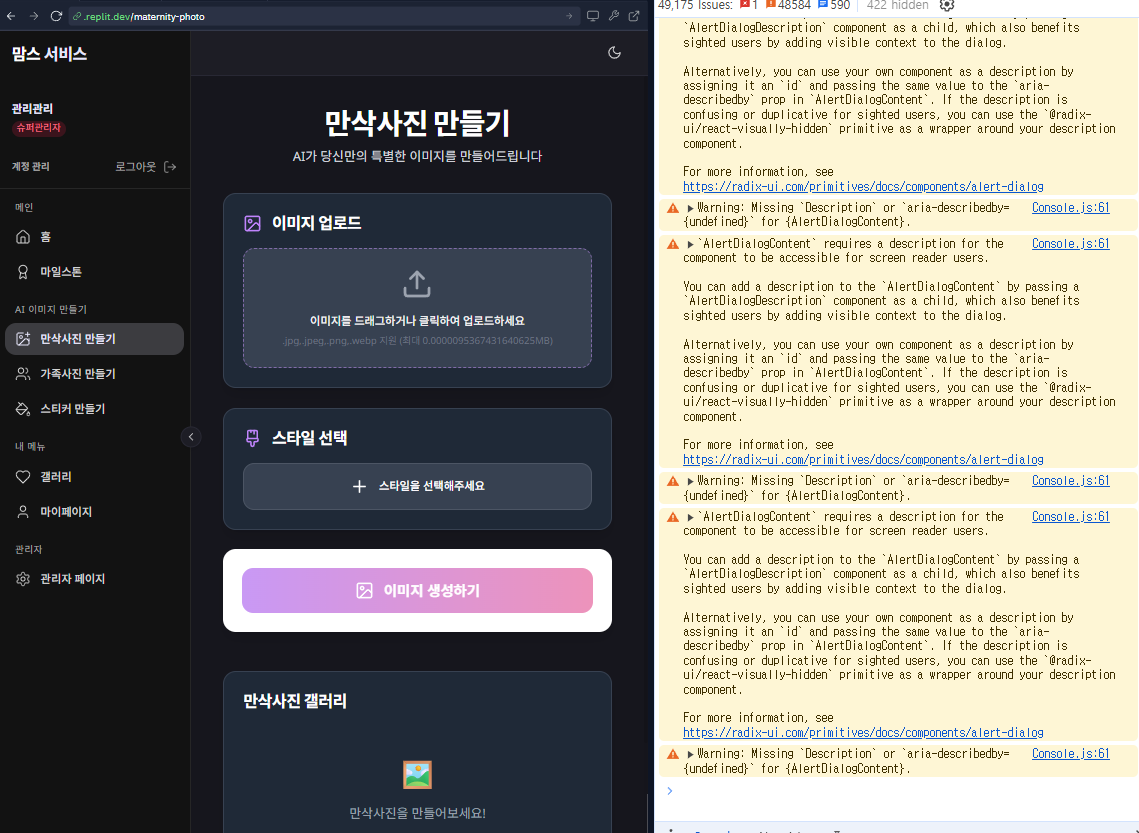 .replit.dev/maternity-photo
맘스 서비스
관리관리
슈퍼관리자
계정 관리
로그아웃
메인
홈
마일스톤
AI 이미지 만들기
만삭사진 만들기
가족사진 만들기
스티커 만들기
내 메뉴
갤러리
마이페이지
관리자
관리자 페이지
만삭사진 만들기
AI가 당신만의 특별한 이미지를 만들어드립니다
이미지 업로드
이미지를 드래그하거나 클릭하여 업로드하세요
.jpg,.jpeg,.png,.webp 지원 (최대 0.0000095367431640625MB)
스타일 선택
스타일을 선택해주세요
이미지 생성하기
만삭사진 갤러리
만삭사진을 만들어보세요!
49,175 Issues: 1 48584 590 422 hidden
`AlertDialogDescription` component as a child, which also benefits
sighted users by adding visible context to the dialog.
Alternatively, you can use your own component as a description by
assigning it an `id` and passing the same value to the `aria-
describedby` prop in `AlertDialogContent`. If the description is
confusing or duplicative for sighted users, you can use the `@radix-
ui/react-visually-hidden` primitive as a wrapper around your description
component.
For more information, see
https://radix-ui.com/primitives/docs/components/alert-dialog
Warning: Missing `Description` or `aria-describedby= Console.js:61
{undefined}` for {AlertDialogContent}.
`AlertDialogContent` requires a description for the Console.js:61
component to be accessible for screen reader users.
You can add a description to the `AlertDialogContent` by passing a
`AlertDialogDescription` component as a child, which also benefits
sighted users by adding visible context to the dialog.
Alternatively, you can use your own component as a description by
assigning it an `id` and passing the same value to the `aria-
describedby` prop in `AlertDialogContent`. If the description is
confusing or duplicative for sighted users, you can use the `@radix-
ui/react-visually-hidden` primitive as a wrapper around your description
component.
For more information, see
https://radix-ui.com/primitives/docs/components/alert-dialog
Warning: Missing `Description` or `aria-describedby= Console.js:61
{undefined}` for {AlertDialogContent}.
`AlertDialogContent` requires a description for the Console.js:61
component to be accessible for screen reader users.
You can add a description to the `AlertDialogContent` by passing a
`AlertDialogDescription` component as a child, which also benefits
sighted users by adding visible context to the dialog.
Alternatively, you can use your own component as a description by
assigning it an `id` and passing the same value to the `aria-
describedby` prop in `AlertDialogContent`. If the description is
confusing or duplicative for sighted users, you can use the `@radix-
ui/react-visually-hidden` primitive as a wrapper around your description
component.
For more information, see
https://radix-ui.com/primitives/docs/components/alert-dialog
Warning: Missing `Description` or `aria-describedby= Console.js:61
{undefined}` for {AlertDialogContent}.